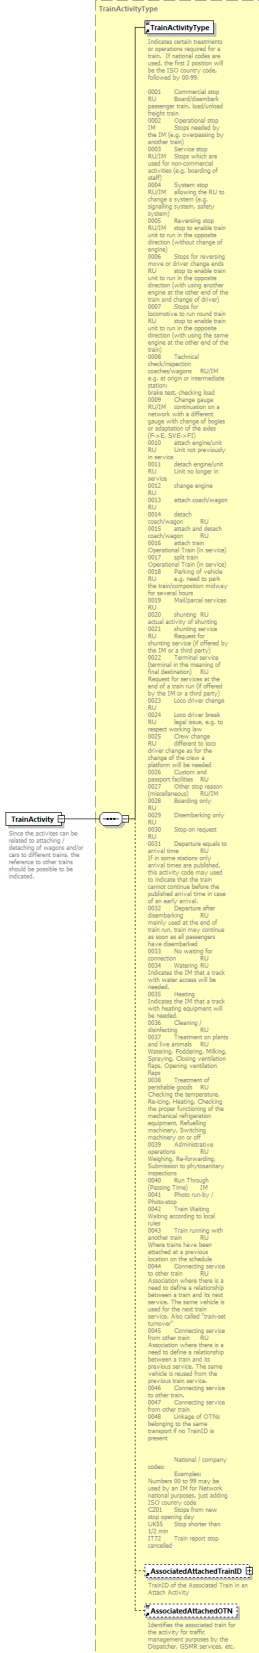 TrainActivityType
TrainActivityType
Indicates certain treatments
or operations required for a
train.  If national codes are
used, the first 2 position will
be the ISO country code,
followed by 00-99.
0001 Commercial stop
RU Board/disembark
passenger train, load/unload
freight train
0002 Operational stop
IM Stops needed by
the IM (e.g. overpassing by
another train)
0003 Service stop
RU/IM Stops which are
used for non-commercial
activities (e.g. boarding of
staff)
0004 System stop
RU/IM allowing the RU to
change a system (e.g.
signalling system, safety
system)
0005 Reversing stop
RU/IM stop to enable train
unit to run in the opposite
direction (without change of
engine)
0006 Stops for reversing
move or driver change ends
RU stop to enable train
unit to run in the opposite
direction (with using another
engine at the other end of the
train and change of driver)
0007 Stops for
locomotive to run round train
RU stop to enable train
unit to run in the opposite
direction (with using the same
engine at the other end of the
train)
0008 Technical
check/inspection
coaches/wagons RU/IM
e.g. at origin or intermediate
station:
brake test, checking load
0009 Change gauge
RU/IM continuation on a
network with a different
gauge with change of bogies
or adaptation of the axles
(F->E, SVE->FI)
0010 attach engine/unit
RU Unit not previously
in service
0011 detach engine/unit
RU Unit no longer in
service
0012 change engine
RU
0013 attach coach/wagon
RU
0014 detach
coach/wagon RU
0015 attach and detach
coach/wagon RU
0016 attach train
Operational Train (in service)
0017 split train
Operational Train (in service)
0018 Parking of vehicle
RU e.g. need to park
the train/composition midway
for several hours
0019 Mail/parcel services
RU
0020 shunting RU
actual activity of shunting
0021 shunting service
RU Request for
shunting service (if offered by
the IM or a third party)
0022 Terminal service
(terminal in the meaning of
final destination) RU
Request for services at the
end of a train run (if offered
by the IM or a third party)
0023 Loco driver change
RU
0024 Loco driver break
RU legal issue, e.g. to
respect working law
0025 Crew change
RU different to loco
driver change as for the
change of the crew a
platform will be needed
0026 Custom and
passport facilities RU
0027 Other stop reason
(miscellaneous) RU/IM
0028 Boarding only
RU
0029 Disembarking only
RU
0030 Stop on request
RU
0031 Departure equals to
arrival time RU
If in some stations only
arrival times are published,
this activity code may used
to indicate that the train
cannot continue before the
published arrival time in case
of an early arrival.
0032 Departure after
disembarking RU
mainly used at the end of
train run, train may continue
as soon as all passengers
have disembarked
0033 No waiting for
connection RU
0034 Watering RU
Indicates the IM that a track
with water access will be
needed.
0035 Heating
Indicates the IM that a track
with heating equipment will
be needed.
0036 Cleaning /
disinfecting RU
0037 Treatment on plants
and live animals RU
Watering, Foddering, Milking,
Spraying, Closing ventilation
flaps, Opening ventilation
flaps
0038 Treatment of
perishable goods RU
Checking the temperature,
Re-icing, Heating, Checking
the proper functioning of the
mechanical refrigeration
equipment, Refuelling
machinery, Switching
machinery on or off
0039 Administrative
operations RU
Weighing, Re-forwarding,
Submission to phytosanitary
inspections
0040 Run Through
(Passing Time) IM
0041 Photo run-by /
Photo-stop
0042 Train Waiting
Waiting according to local
rules
0043 Train running with
another train RU
Where trains have been
attached at a previous
location on the schedule
0044 Connecting service
to other train RU
Association where there is a
need to define a relationship
between a train and its next
service. The same vehicle is
used for the next train
service. Also called "train-set
turnover"
0045 Connecting service
from other train RU
Association where there is a
need to define a relationship
between a train and its
previous service. The same
vehicle is reused from the
previous train service.
0046 Connecting service
to other train.
0047 Connecting service
from other train
0048 Linkage of OTNs
belonging to the same
transport if no TrainID is
present
National / company
codes:
Examples:
Numbers 00 to 99 may be
used by an IM for Network
national purposes, just adding
ISO country code
CZ01 Stops from new
stop opening day
UK55 Stop shorter than
1/2 min
IT72 Train report stop
cancelled
TrainActivity
Since the activities can be
related to attaching /
detaching of wagons and/or
cars to different trains, the
reference to other trains
should be possible to be
indicated.
AssociatedAttachedTrainID
TrainID of the Associated Train in an
Attach Activity
AssociatedAttachedOTN
Identifies the associated train for
the activity for traffic
management purposes by the
Dispatcher, GSMR services, etc.